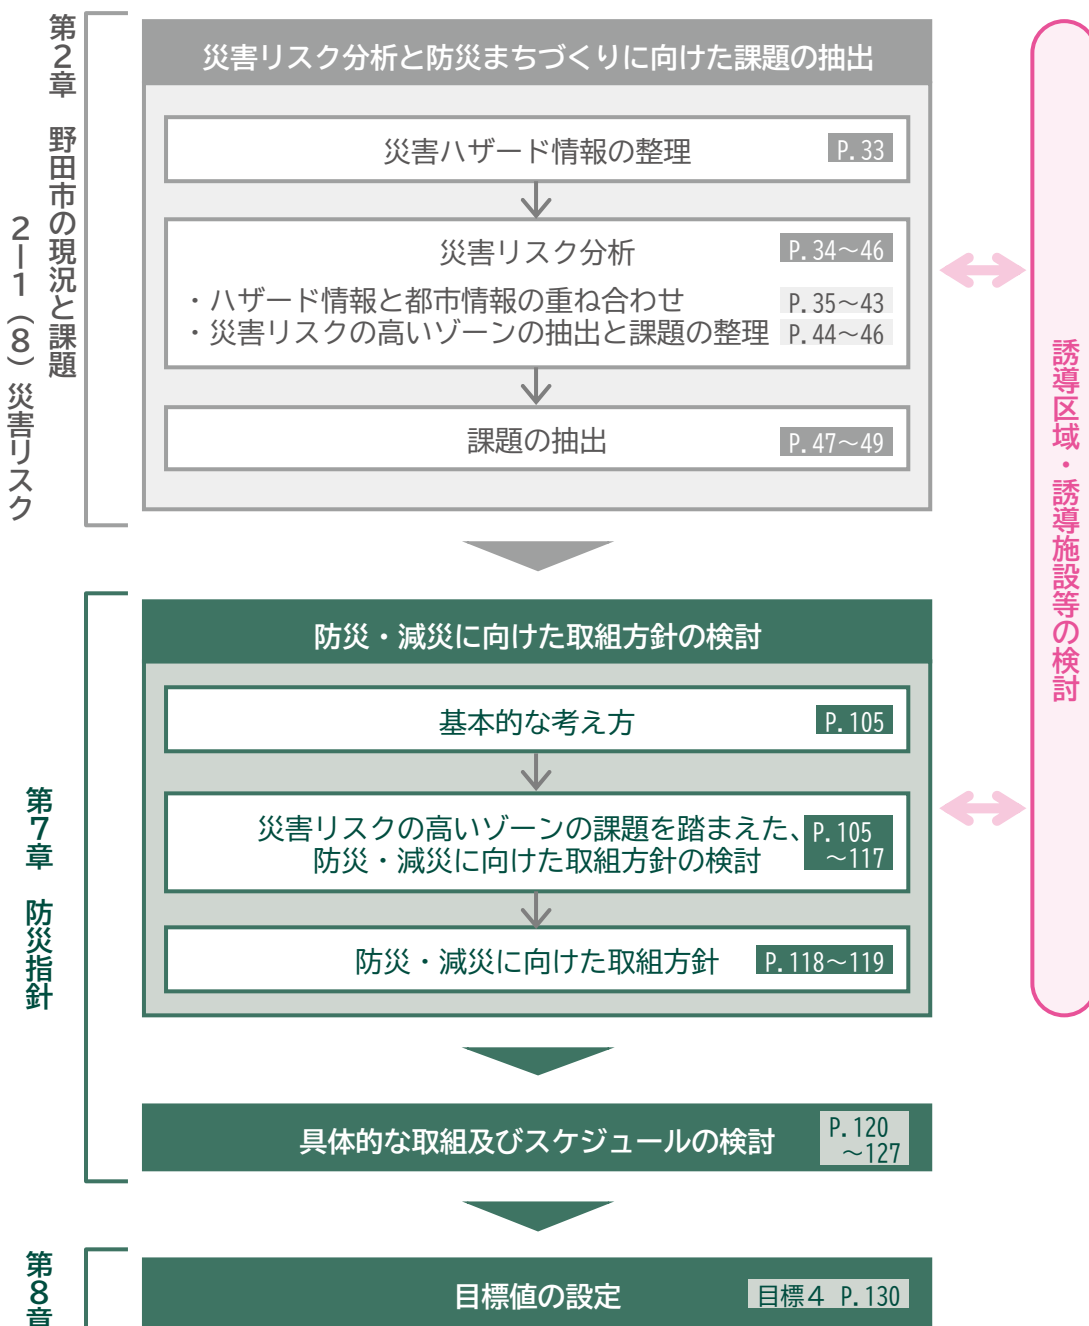 第2章　野田市の現況と課題
2－1（8）災害リスク
災害リスク分析と防災まちづくりに向けた課題の抽出
災害ハザード情報の整理 P.33
災害リスク分析 P.34～46
・ハザード情報と都市情報の重ね合わせ P.35～43
・災害リスクの高いゾーンの抽出と課題の整理 P.44～46
課題の抽出 P.47～49
誘導区域・誘導施設等の検討
第7章　防災指針
防災・減災に向けた取組方針の検討
基本的な考え方 P.105
災害リスクの高いゾーンの課題を踏まえた、
防災・減災に向けた取組方針の検討
P.105
～117
防災・減災に向けた取組方針 P.118～119
具体的な取組及びスケジュールの検討
P.120
～127
第8章
目標値の設定 目標4 P.130